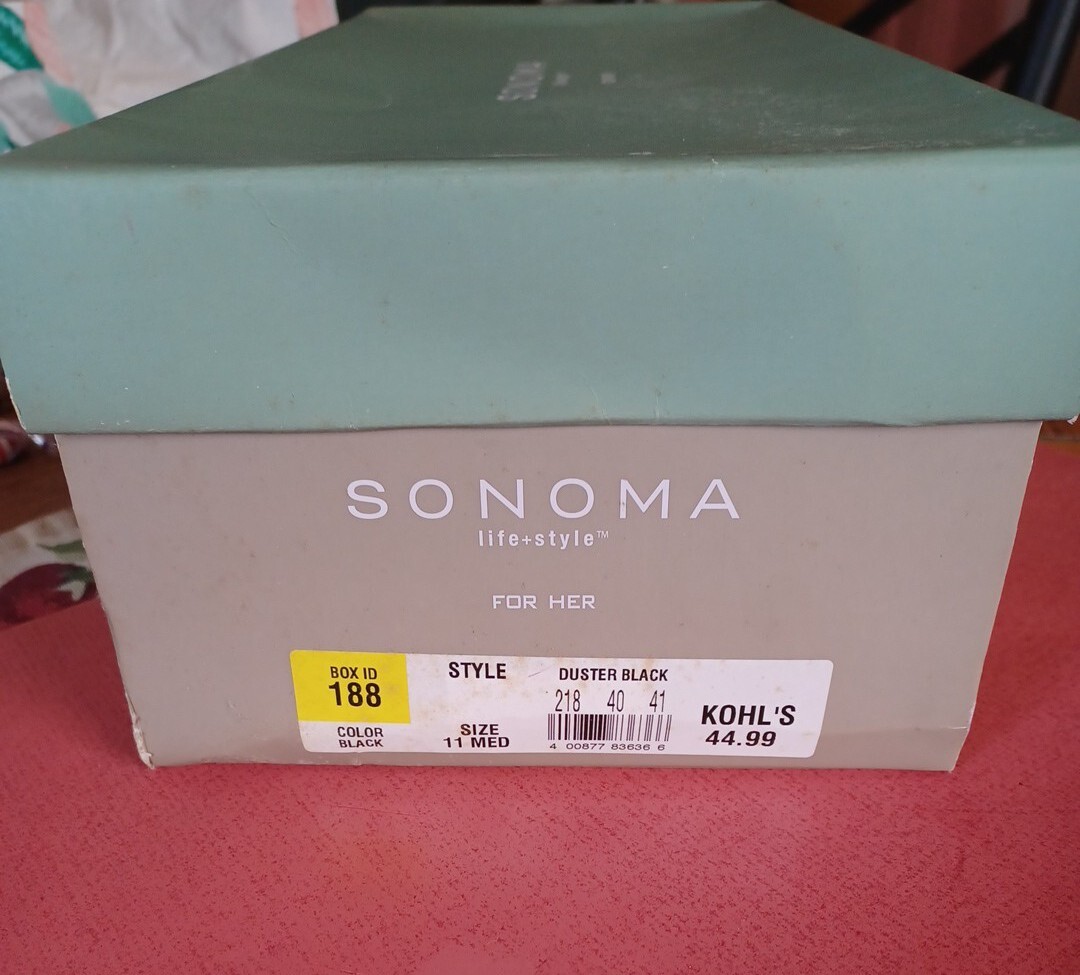 SONOMA
SONOMA
life+style™
FOR HER
BOX ID
188
COLOR
BLACK
STYLE
SIZE
11 MED
DUSTER BLACK
218 40 41
4 00877 83636 6
KOHL'S
44.99